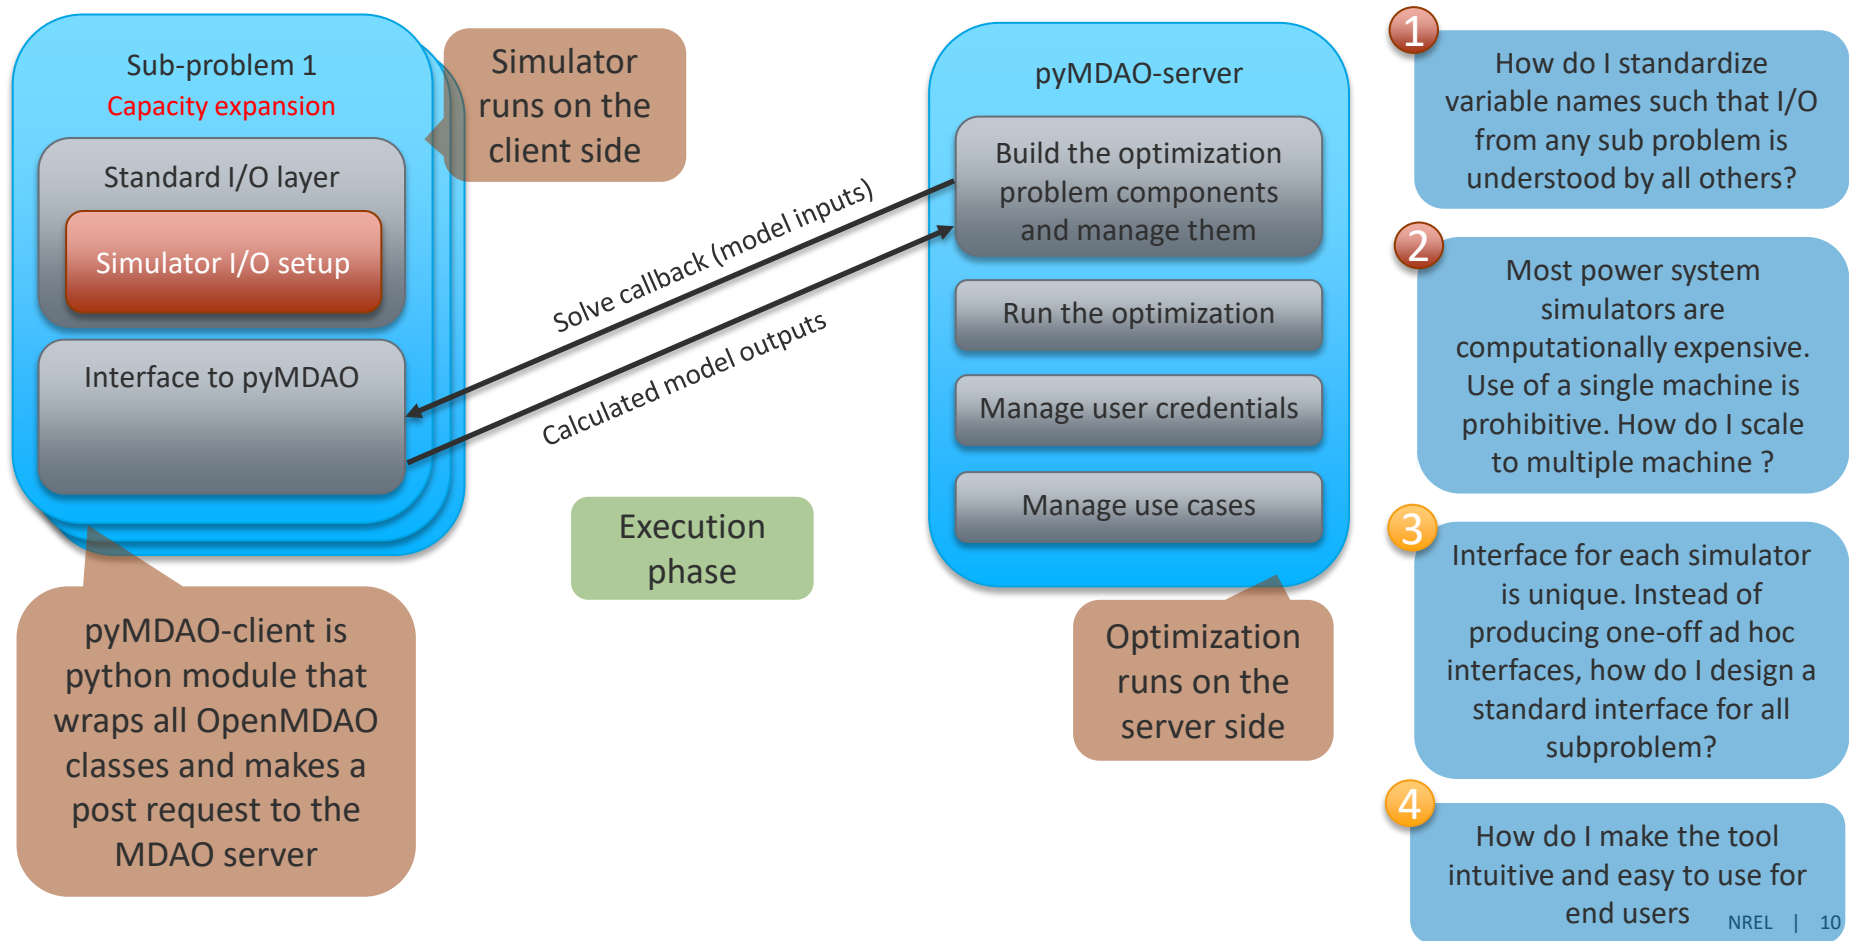 Sub-problem 1
Capacity expansion
Standard I/O layer
Simulator I/O setup
Interface to pyMDAO
Simulator
runs on the
client side
pyMDAO-client is
python module that
wraps all OpenMDAO
classes and makes a
post request to the
MDAO server
Solve callback (model inputs)
Calculated model outputs
Execution
phase
pyMDAO-server
Build the optimization
problem components
and manage them
Run the optimization
Manage user credentials
Manage use cases
Optimization
runs on the
server side
1
How do I standardize
variable names such that I/O
from any sub problem is
understood by all others?
2
Most power system
simulators are
computationally expensive.
Use of a single machine is
prohibitive. How do I scale
to multiple machine ?
3
Interface for each simulator
is unique. Instead of
producing one-off ad hoc
interfaces, how do I design a
standard interface for all
subproblem?
4
How do I make the tool
intuitive and easy to use for
end users
NREL | 10